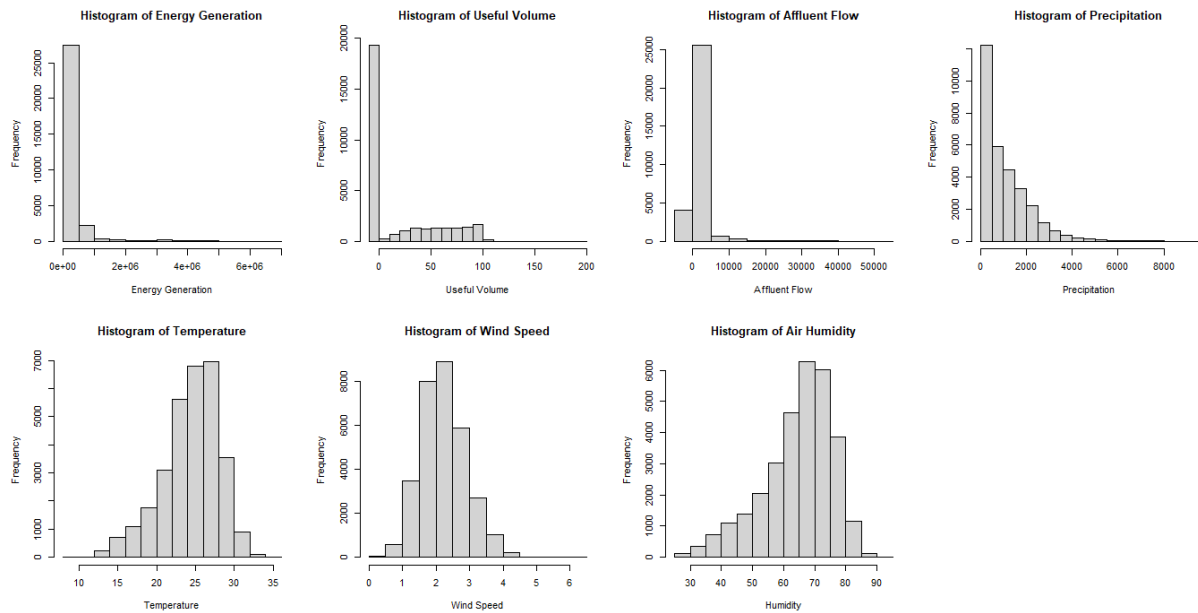 Histogram of Energy Generation
Frequency
0 5000 10000 15000 20000 25000
0e+00 2e+06 4e+06 6e+06
Energy Generation
Histogram of Useful Volume
Frequency
0 5000 10000 15000 20000
0 50 100 150 200
Useful Volume
Histogram of Affluent Flow
Frequency
0 5000 10000 15000 20000 25000
0 10000 20000 30000 40000 50000
Affluent Flow
Histogram of Precipitation
Frequency
0 2000 4000 6000 8000 10000
0 2000 4000 6000 8000
Precipitation
Histogram of Temperature
Frequency
0 1000 3000 5000 7000
10 15 20 25 30 35
Temperature
Histogram of Wind Speed
Frequency
0 2000 4000 6000 8000
0 1 2 3 4 5 6
Wind Speed
Histogram of Air Humidity
Frequency
0 1000 2000 3000 4000 5000 6000
30 40 50 60 70 80 90
Humidity